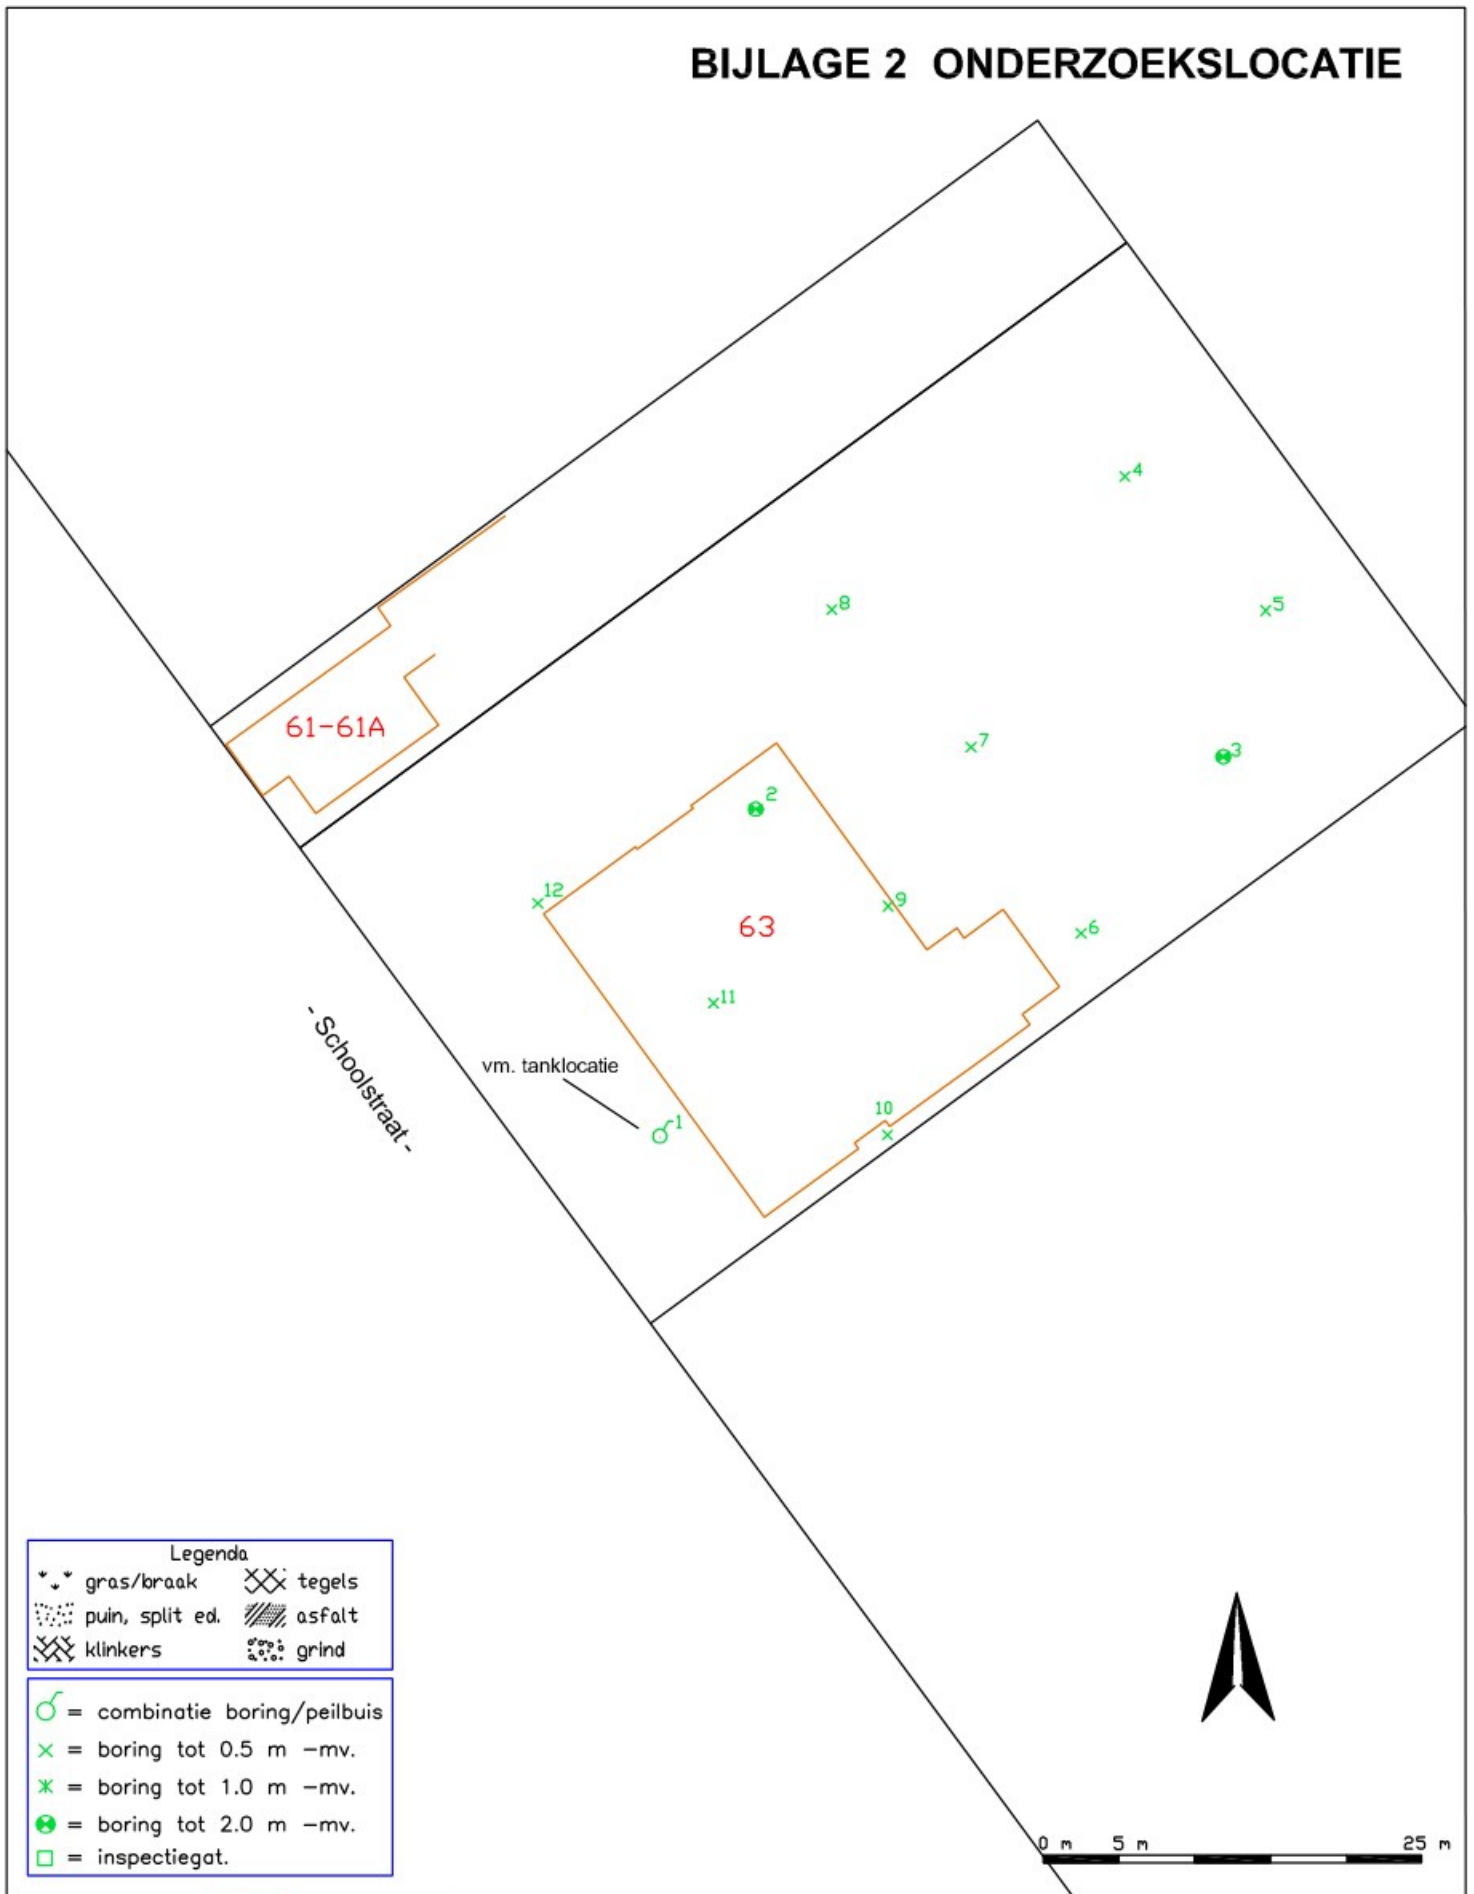 BIJLAGE 2 ONDERZOEKSLOCATIE
4
8
5
61-61A
7
3
2
12
9
63
6
11
- Schoolstraat -
vm. tanklocatie
10
1
Legenda
gras/braak tegels
puin, split ed. asfalt
klinkers grind
= combinatie boring/peilbuis
= boring tot 0.5 m -mv.
= boring tot 1.0 m -mv.
= boring tot 2.0 m -mv.
= inspectiegat.
0 m 5 m 25 m